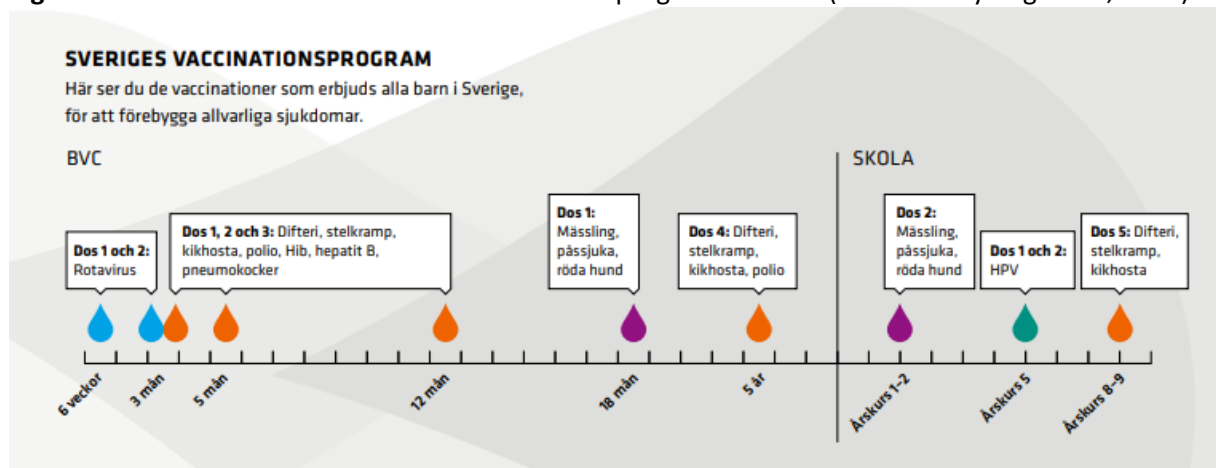 SVERIGES VACCINATIONSPROGRAM
Här ser du de vaccinationer som erbjuds alla barn i Sverige,
för att förebygga allvarliga sjukdomar.
BVC
SKOLA
Dos 1 och 2:
Rotavirus
Dos 1, 2 och 3: Difteri, stelkramp,
kikhosta, polio, Hib, hepatit B,
pneumokocker
Dos 1:
Mässling,
påssjuka,
röda hund
Dos 4: Difteri,
stelkramp,
kikhosta, polio
Dos 2:
Mässling,
påssjuka,
röda hund
Dos 1 och 2:
HPV
Dos 5: Difteri,
stelkramp,
kikhosta
6 veckor
3 mån
5 mån
12 mån
18 mån
5 år
Årskurs 1-2
Årskurs 5
Årskurs 8-9